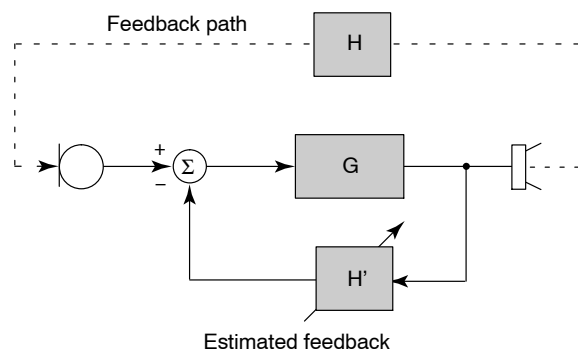 Feedback path
H
+
Σ
−
G
H'
Estimated feedback